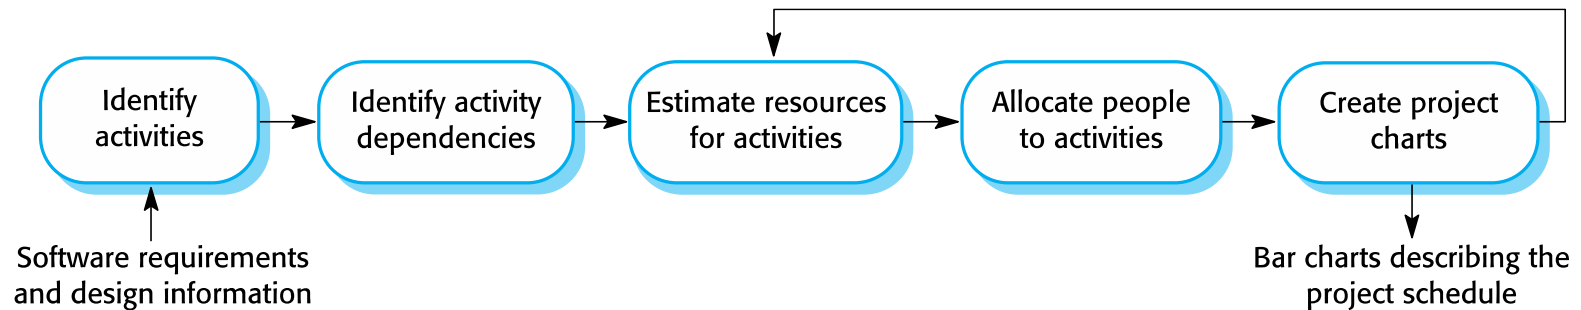 Identify
activities
Identify activity
dependencies
Estimate resources
for activities
Allocate people
to activities
Create project
charts
Software requirements
and design information
Bar charts describing the
project schedule